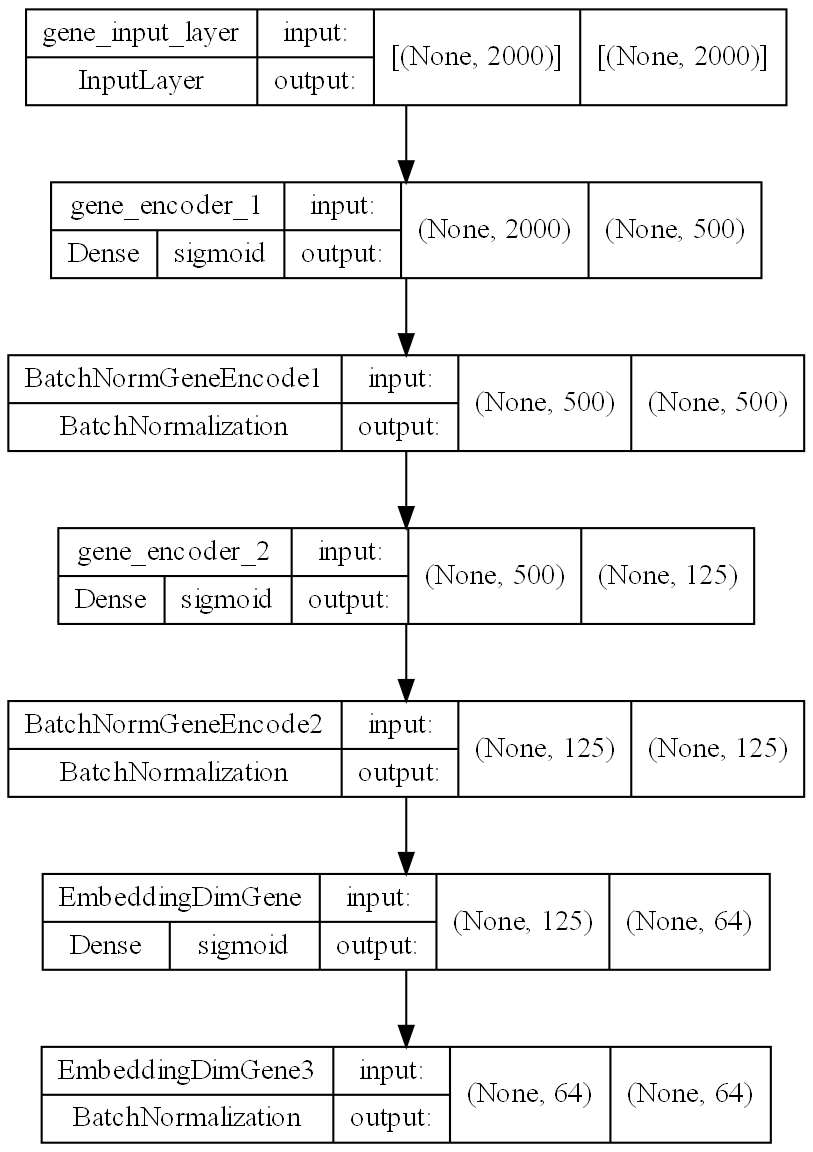 gene_input_layer input: [(None, 2000)] [(None, 2000)]
InputLayer output:
gene_encoder_1 input: (None, 2000) (None, 500)
Dense sigmoid output:
BatchNormGeneEncode1 input: (None, 500) (None, 500)
BatchNormalization output:
gene_encoder_2 input: (None, 500) (None, 125)
Dense sigmoid output:
BatchNormGeneEncode2 input: (None, 125) (None, 125)
BatchNormalization output:
EmbeddingDimGene input: (None, 125) (None, 64)
Dense sigmoid output:
EmbeddingDimGene3 input: (None, 64) (None, 64)
BatchNormalization output: